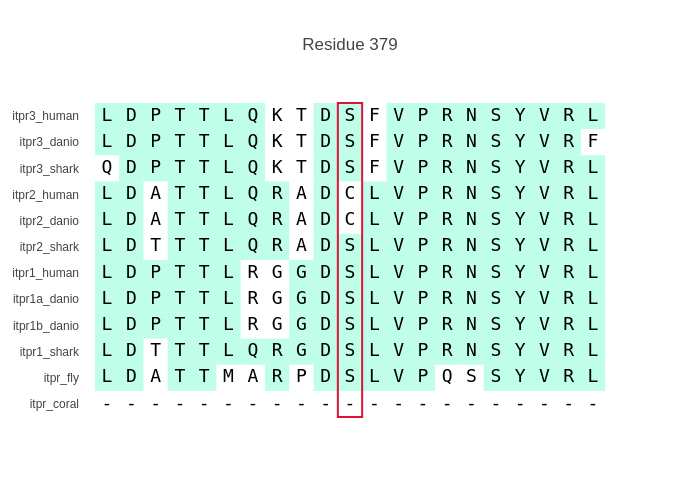 Residue 379
itpr3_human L D P T T L Q K T D S F V P R N S Y V R L
itpr3_danio L D P T T L Q K T D S F V P R N S Y V R F
itpr3_shark Q D P T T L Q K T D S F V P R N S Y V R L
itpr2_human L D A T T L Q R A D C L V P R N S Y V R L
itpr2_danio L D A T T L Q R A D C L V P R N S Y V R L
itpr2_shark L D T T T L Q R A D S L V P R N S Y V R L
itpr1_human L D P T T L R G G D S L V P R N S Y V R L
itpr1a_danio L D P T T L R G G D S L V P R N S Y V R L
itpr1b_danio L D P T T L R G G D S L V P R N S Y V R L
itpr1_shark L D T T T L Q R G D S L V P R N S Y V R L
itpr_fly L D A T T M A R P D S L V P Q S S Y V R L
itpr_coral - - - - - - - - - - - - - - - - - - - - -